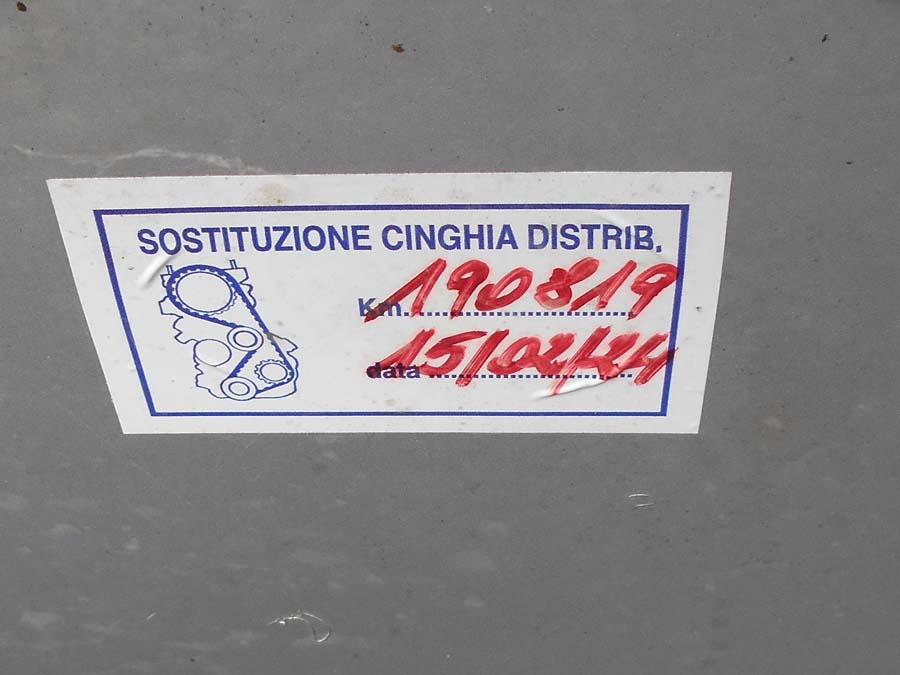 SOSTITUZIONE CINGHIA DISTRIB.
Km. 190819
data 15/02/24